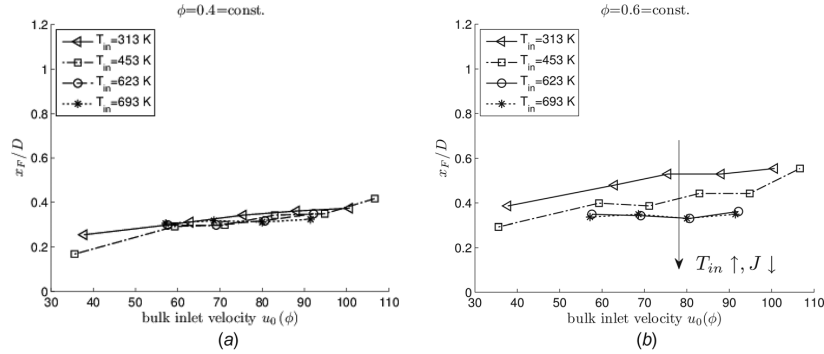 ϕ=0.4=const.
1.2
1
0.8
0.6
0.4
0.2
0
x_F/D
T_in=313 K
T_in=453 K
T_in=623 K
T_in=693 K
30 40 50 60 70 80 90 100 110
bulk inlet velocity u_0(ϕ)
(a)
ϕ=0.6=const.
1.2
1
0.8
0.6
0.4
0.2
0
x_F/D
T_in=313 K
T_in=453 K
T_in=623 K
T_in=693 K
T_in ↑, J ↓
30 40 50 60 70 80 90 100 110
bulk inlet velocity u_0(ϕ)
(b)